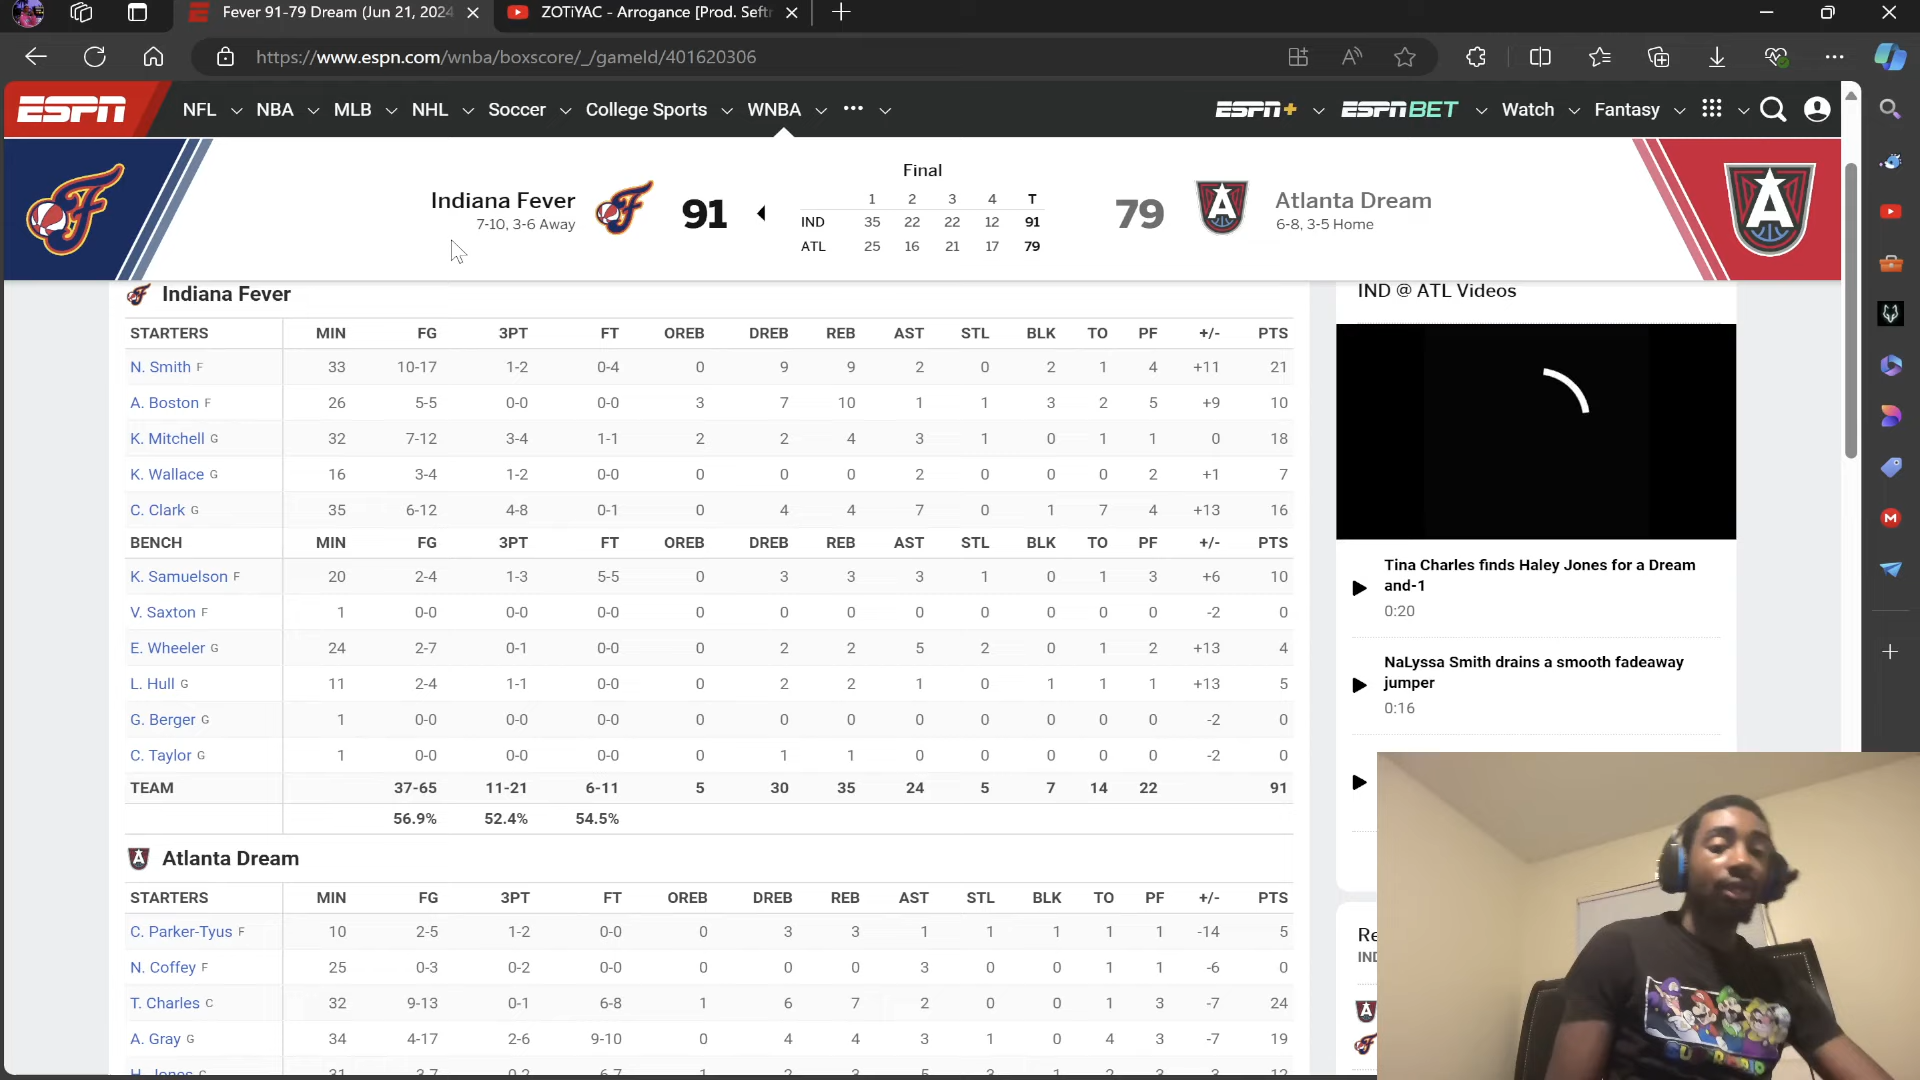 Fever 91-79 Dream (Jun 21, 2024
ZOTiYAC - Arrogance [Prod. Seft
https://www.espn.com/wnba/boxscore/_/gameId/401620306
ESPN NFL NBA MLB NHL Soccer College Sports WNBA ESPN+ ESPN BET Watch Fantasy
Final
Indiana Fever
7-10, 3-6 Away
91
1 2 3 4 T
IND 35 22 22 12 91
ATL 25 16 21 17 79
79
Atlanta Dream
6-8, 3-5 Home
Indiana Fever
STARTERS MIN FG 3PT FT OREB DREB REB AST STL BLK TO PF +/- PTS
N. Smith F 33 10-17 1-2 0-4 0 9 9 2 0 2 1 4 +11 21
A. Boston F 26 5-5 0-0 0-0 3 7 10 1 1 3 2 5 +9 10
K. Mitchell G 32 7-12 3-4 1-1 2 2 4 3 1 0 1 1 0 18
K. Wallace G 16 3-4 1-2 0-0 0 0 0 2 0 0 0 2 +1 7
C. Clark G 35 6-12 4-8 0-1 0 4 4 7 0 1 7 4 +13 16
BENCH MIN FG 3PT FT OREB DREB REB AST STL BLK TO PF +/- PTS
K. Samuelson F 20 2-4 1-3 5-5 0 3 3 3 1 0 1 3 +6 10
V. Saxton F 1 0-0 0-0 0-0 0 0 0 0 0 0 0 0 -2 0
E. Wheeler G 24 2-7 0-1 0-0 0 2 2 5 2 0 1 2 +13 4
L. Hull G 11 2-4 1-1 0-0 0 2 2 1 0 1 1 1 +13 5
G. Berger G 1 0-0 0-0 0-0 0 0 0 0 0 0 0 0 -2 0
C. Taylor G 1 0-0 0-0 0-0 0 1 1 0 0 0 0 0 -2 0
TEAM 37-65 11-21 6-11 5 30 35 24 5 7 14 22 91
56.9% 52.4% 54.5%
Atlanta Dream
STARTERS MIN FG 3PT FT OREB DREB REB AST STL BLK TO PF +/- PTS
C. Parker-Tyus F 10 2-5 1-2 0-0 0 3 3 1 1 1 1 1 -14 5
N. Coffey F 25 0-3 0-2 0-0 0 0 0 3 0 0 1 1 -6 0
T. Charles C 32 9-13 0-1 6-8 1 6 7 2 0 0 1 3 -7 24
A. Gray G 34 4-17 2-6 9-10 0 4 4 3 1 0 4 3 -7 19
H. Jones G 31 3-7 0-2 6-7 1 2 3 5 3 1 2 3
IND @ ATL Videos
Tina Charles finds Haley Jones for a Dream
and-1
0:20
NaLyssa Smith drains a smooth fadeaway
jumper
0:16
Re
IND